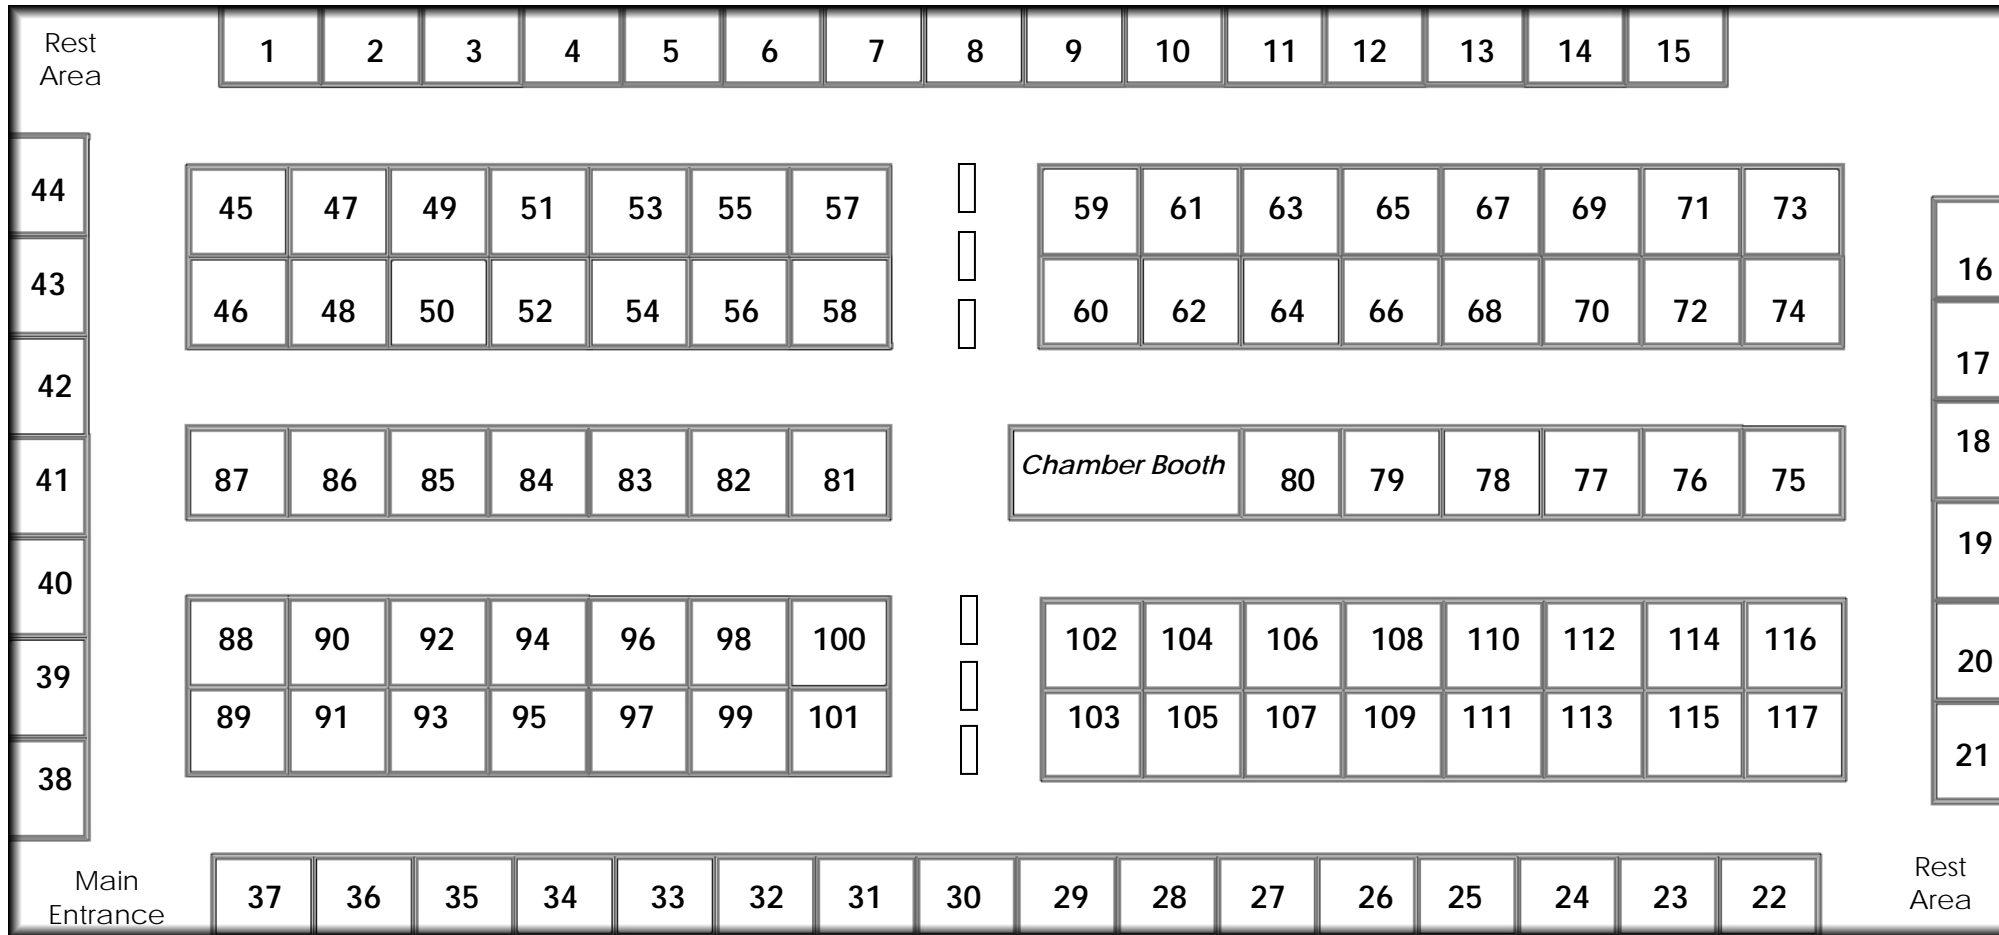 Rest
Area
1 2 3 4 5 6 7 8 9 10 11 12 13 14 15
44
45 47 49 51 53 55 57 59 61 63 65 67 69 71 73
43 16
46 48 50 52 54 56 58 60 62 64 66 68 70 72 74
42 17
41 18
87 86 85 84 83 82 81 Chamber Booth 80 79 78 77 76 75
40 19
88 90 92 94 96 98 100 102 104 106 108 110 112 114 116
39 20
89 91 93 95 97 99 101 103 105 107 109 111 113 115 117
38 21
Main
Entrance
37 36 35 34 33 32 31 30 29 28 27 26 25 24 23 22
Rest
Area